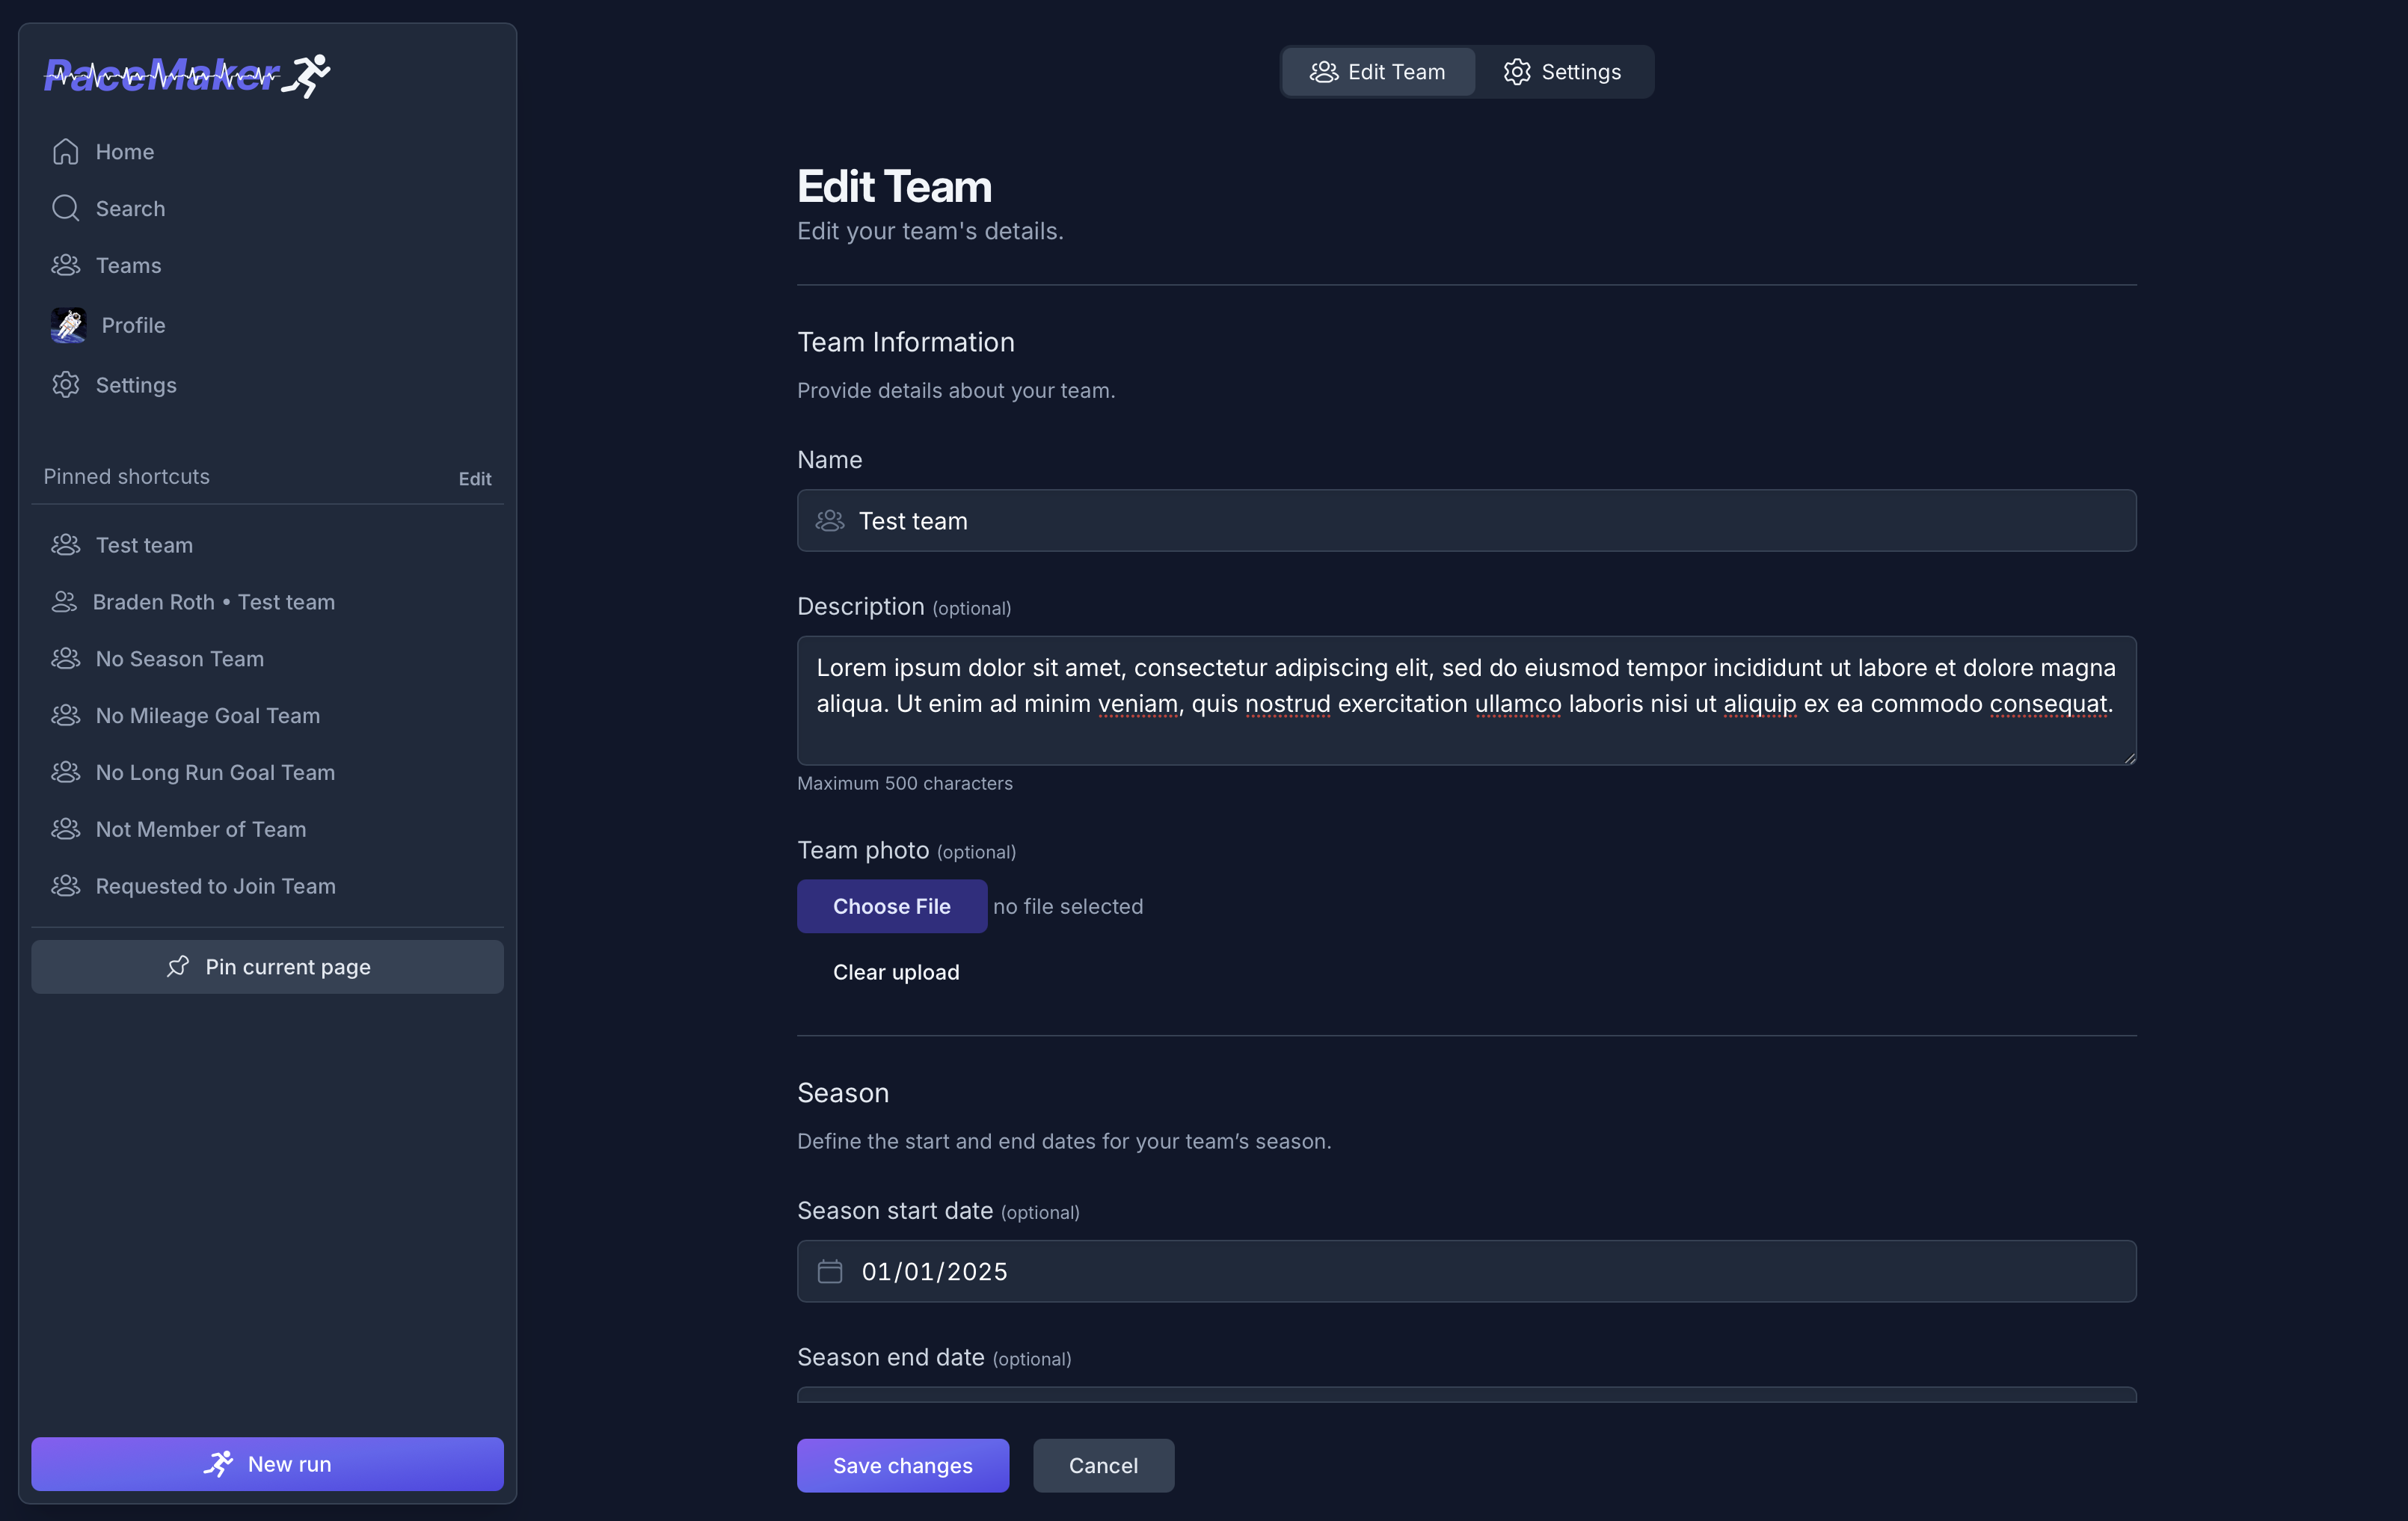 PaceMaker
Home
Search
Teams
Profile
Settings
Pinned shortcuts
Edit
Test team
Braden Roth • Test team
No Season Team
No Mileage Goal Team
No Long Run Goal Team
Not Member of Team
Requested to Join Team
Pin current page
New run
Edit Team
Settings
Edit Team
Edit your team's details.
Team Information
Provide details about your team.
Name
Test team
Description (optional)
Lorem ipsum dolor sit amet, consectetur adipiscing elit, sed do eiusmod tempor incididunt ut labore et dolore magna
aliqua. Ut enim ad minim veniam, quis nostrud exercitation ullamco laboris nisi ut aliquip ex ea commodo consequat.
Maximum 500 characters
Team photo (optional)
Choose File no file selected
Clear upload
Season
Define the start and end dates for your team’s season.
Season start date (optional)
01/01/2025
Season end date (optional)
Save changes
Cancel